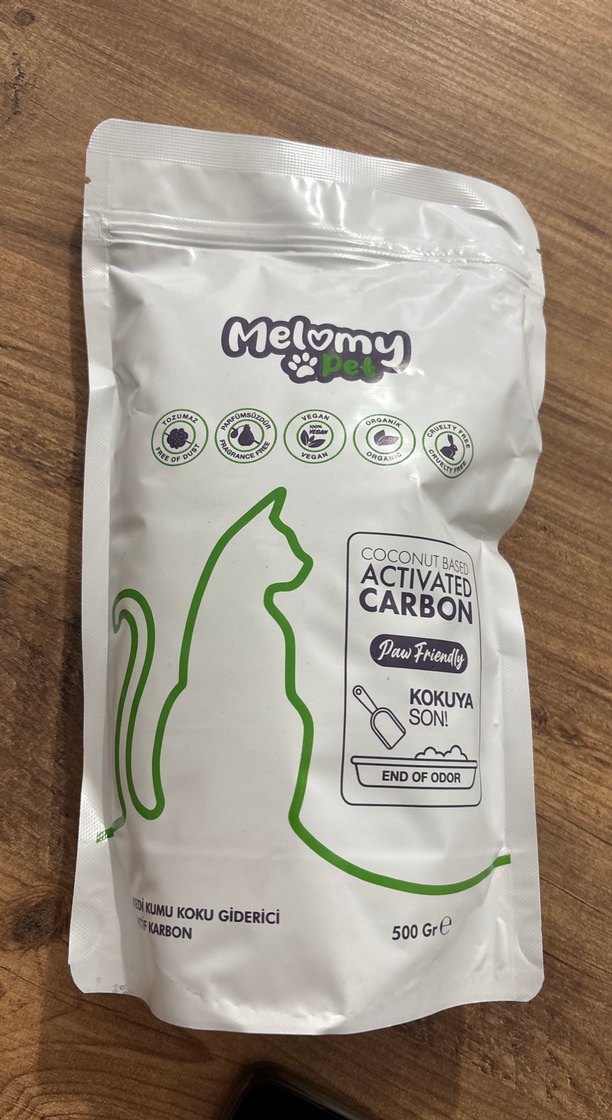 Melomy
Pet
TOZUMAZ
FREE OF DUST
PARFÜMSÜZDÜR
FRAGRANCE FREE
VEGAN
100%
VEGAN
VEGAN
ORGANİK
ORGANIC
CRUELTY FREE
CRUELTY FREE
COCONUT BASED
ACTIVATED
CARBON
Paw Friendly
KOKUYA
SON!
END OF ODOR
KUMU KOKU GİDERİCİ
KARBON
500 Gr ℮